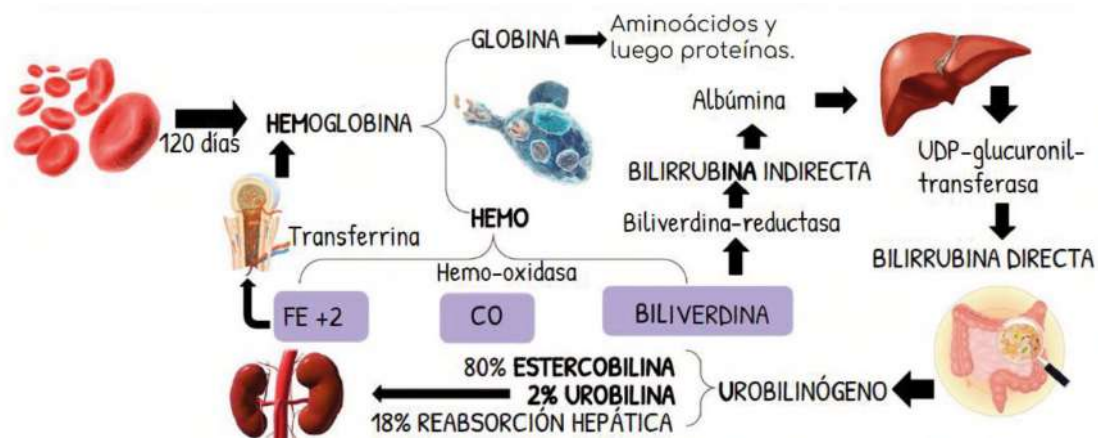 120 días
HEMOGLOBINA
GLOBINA
Aminoácidos y
luego proteínas.
HEMO
Hemo-oxidasa
Transferrina
FE +2
CO
BILIVERDINA
Biliverdina-reductasa
BILIRRUBINA INDIRECTA
Albúmina
UDP-glucuronil-
transferasa
BILIRRUBINA DIRECTA
UROBILINÓGENO
80% ESTERCOBILINA
2% UROBILINA
18% REABSORCIÓN HEPÁTICA